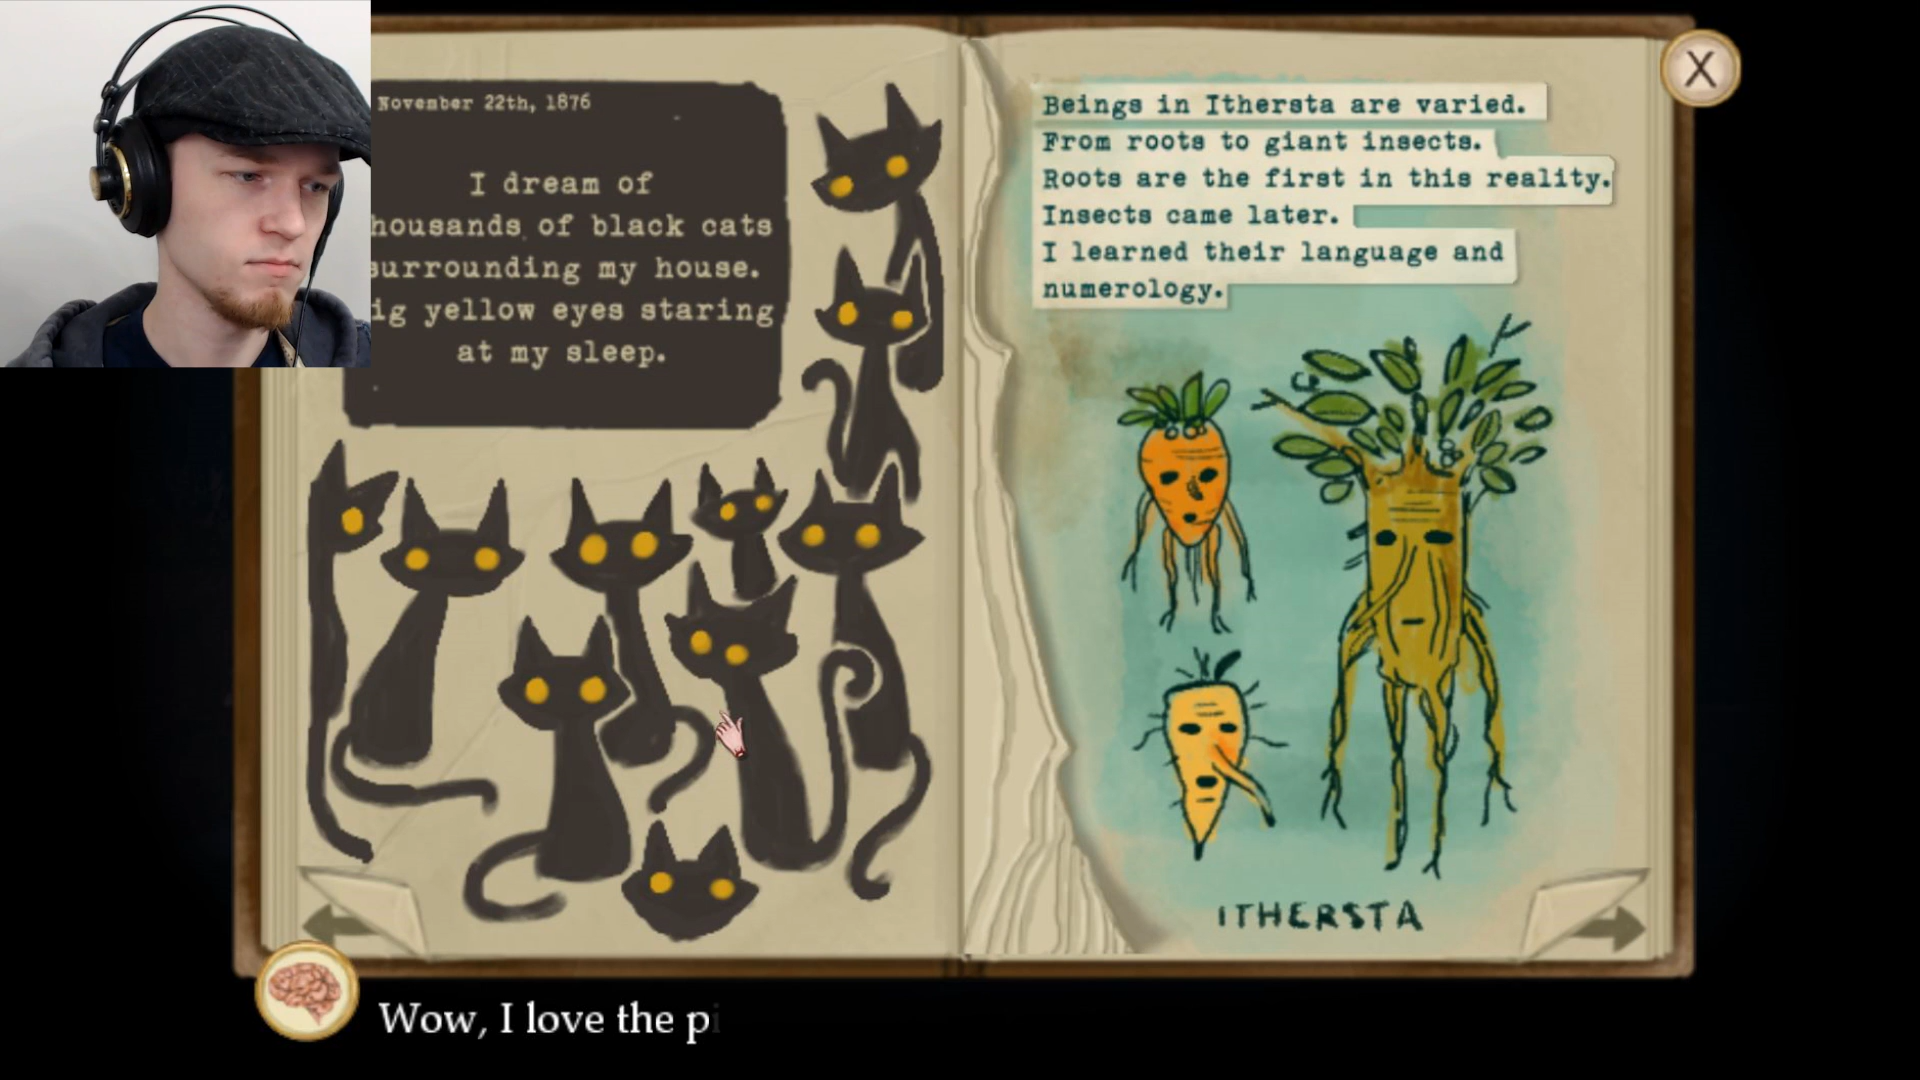 November 22th, 1876
I dream of
housands of black cats
surrounding my house.
ig yellow eyes staring
at my sleep.
Beings in Ithersta are varied.
From roots to giant insects.
Roots are the first in this reality.
Insects came later.
I learned their language and
numerology.
ITHERSTA
X
Wow, I love the pi